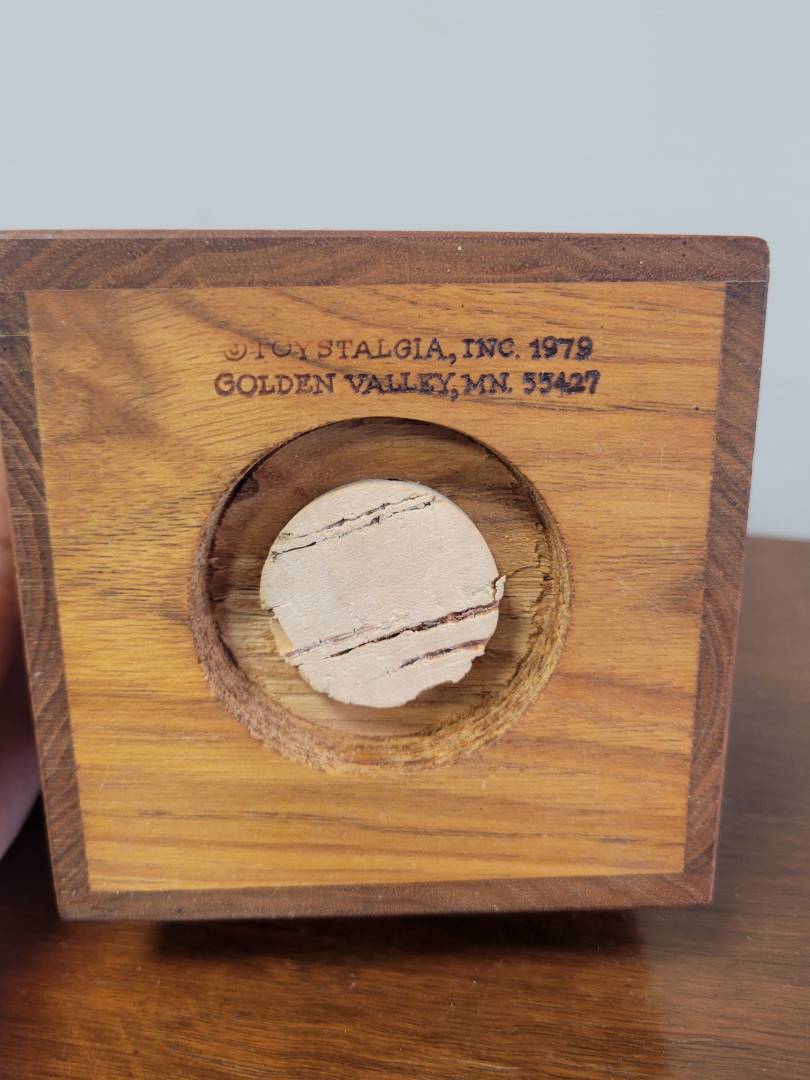 © TOYSTALGIA, INC. 1979
GOLDEN VALLEY, MN. 55427